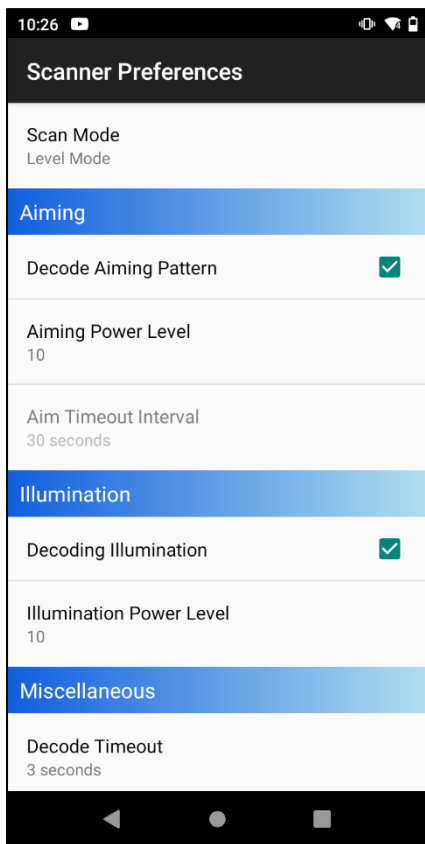 10:26
Scanner Preferences
Scan Mode
Level Mode
Aiming
Decode Aiming Pattern
Aiming Power Level
10
Aim Timeout Interval
30 seconds
Illumination
Decoding Illumination
Illumination Power Level
10
Miscellaneous
Decode Timeout
3 seconds